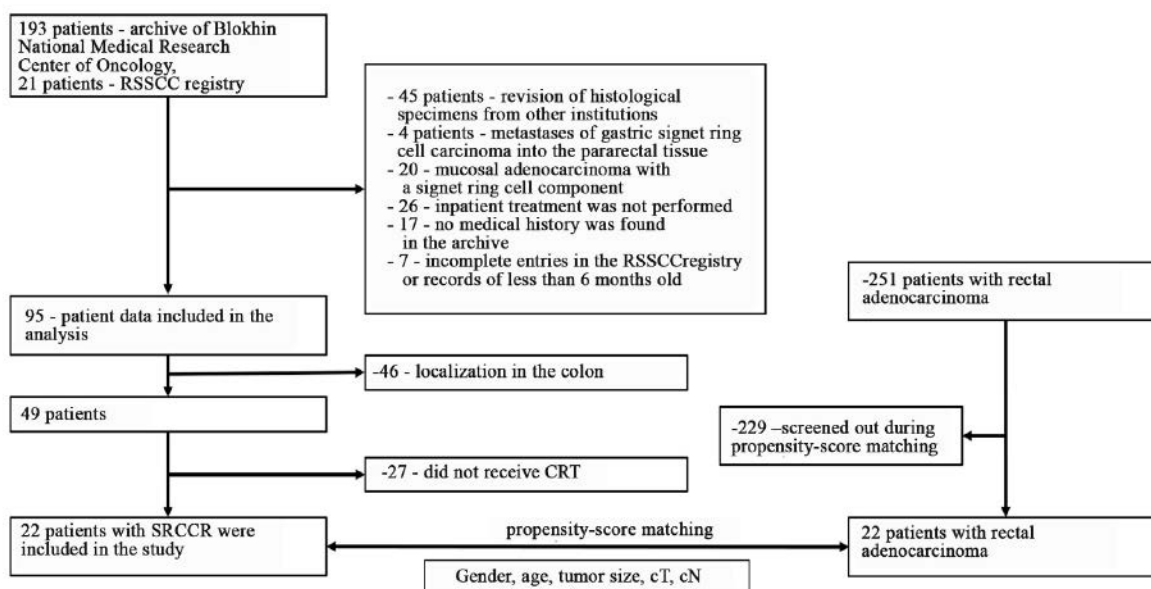 193 patients - archive of Blokhin
National Medical Research
Center of Oncology,
21 patients - RSSCC registry
- 45 patients - revision of histological
specimens from other institutions
- 4 patients - metastases of gastric signet ring
cell carcinoma into the pararectal tissue
- 20 - mucosal adenocarcinoma with
a signet ring cell component
- 26 - inpatient treatment was not performed
- 17 - no medical history was found
in the archive
- 7 - incomplete entries in the RSSCCregistry
or records of less than 6 months old
-251 patients with rectal
adenocarcinoma
95 - patient data included in the
analysis
-46 - localization in the colon
49 patients
-229 –screened out during
propensity-score matching
-27 - did not receive CRT
22 patients with SRCCR were
included in the study
propensity-score matching
22 patients with rectal
adenocarcinoma
Gender, age, tumor size, cT, cN